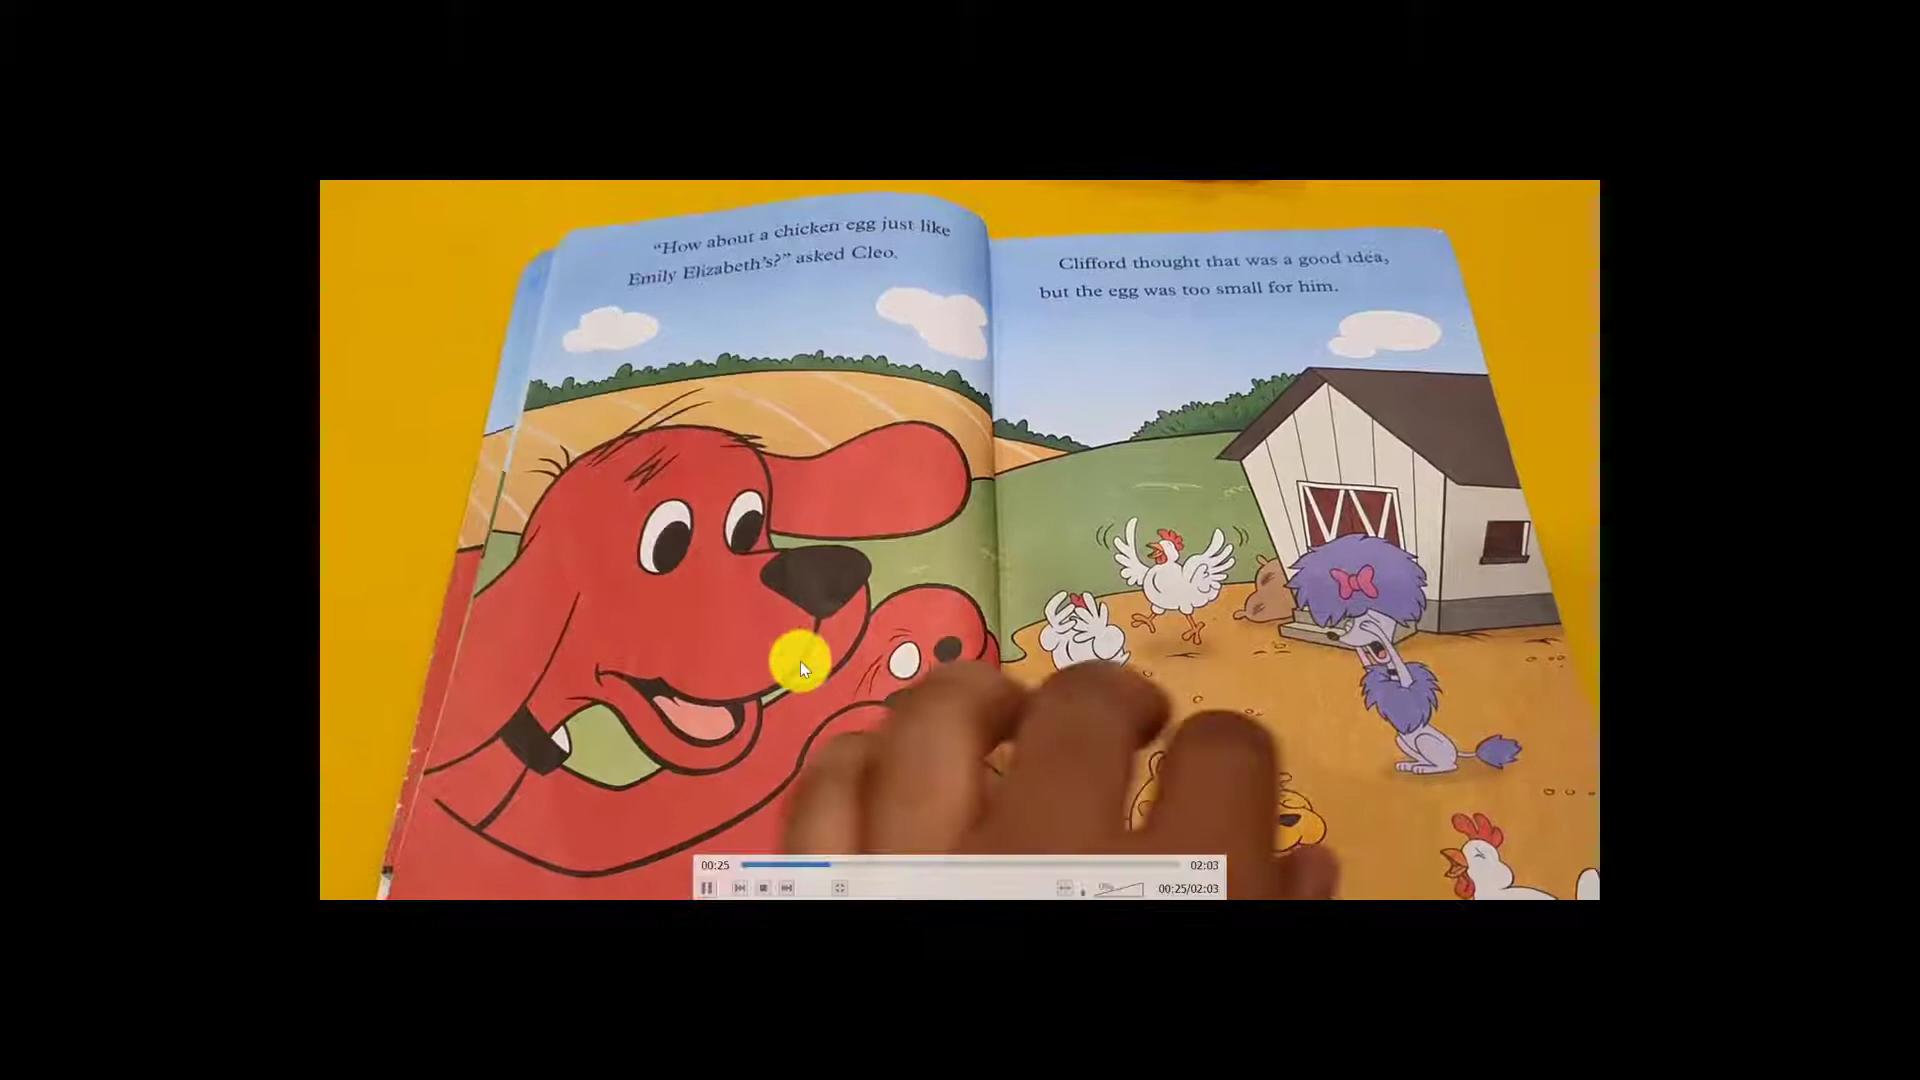 “How about a chicken egg just like
Emily Elizabeth’s?” asked Cleo.
Clifford thought that was a good idea,
but the egg was too small for him.
00:25
02:03
0%
00:25/02:03